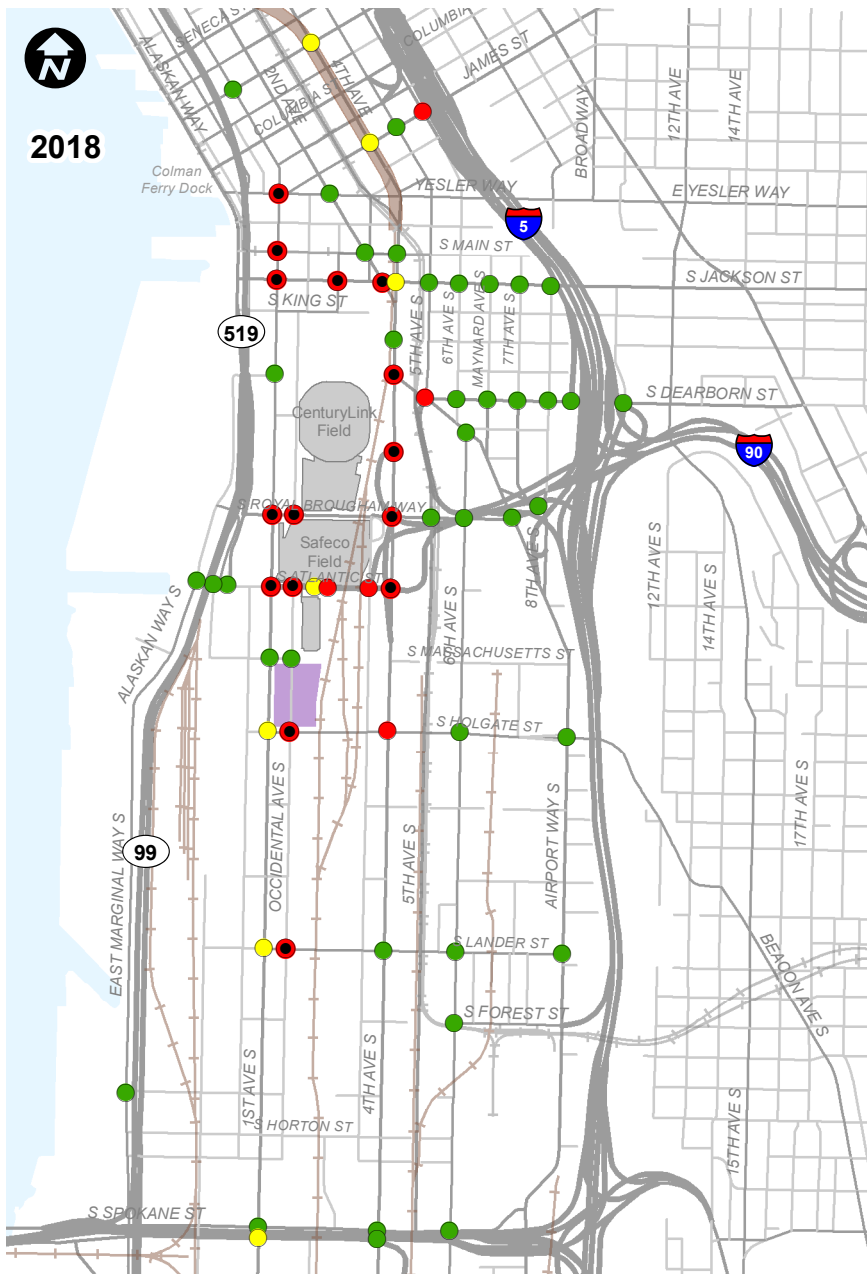 SENECA ST
COLUMBIA
ALASKAN WAY
2ND AVE
4TH AVE
COLUMBIA ST
JAMES ST
N
2018
BROADWAY
12TH AVE
14TH AVE
Colman
Ferry Dock
YESLER WAY
E YESLER WAY
5
S MAIN ST
S JACKSON ST
S KING ST
519
5TH AVE S
6TH AVE S
MAYNARD AVE S
7TH AVE S
S DEARBORN ST
CenturyLink
Field
90
S ROYAL BROUGHAM WAY
Safeco
Field
S ATLANTIC ST
8TH AVE S
12TH AVE S
14TH AVE S
ALASKAN WAY S
6TH AVE S
S MASSACHUSETTS ST
S HOLGATE ST
OCCIDENTAL AVE S
5TH AVE S
AIRPORT WAY S
17TH AVE S
EAST MARGINAL WAY S
99
S LANDER ST
BEACON AVE S
S FOREST ST
1ST AVE S
4TH AVE S
S HORTON ST
15TH AVE S
S SPOKANE ST